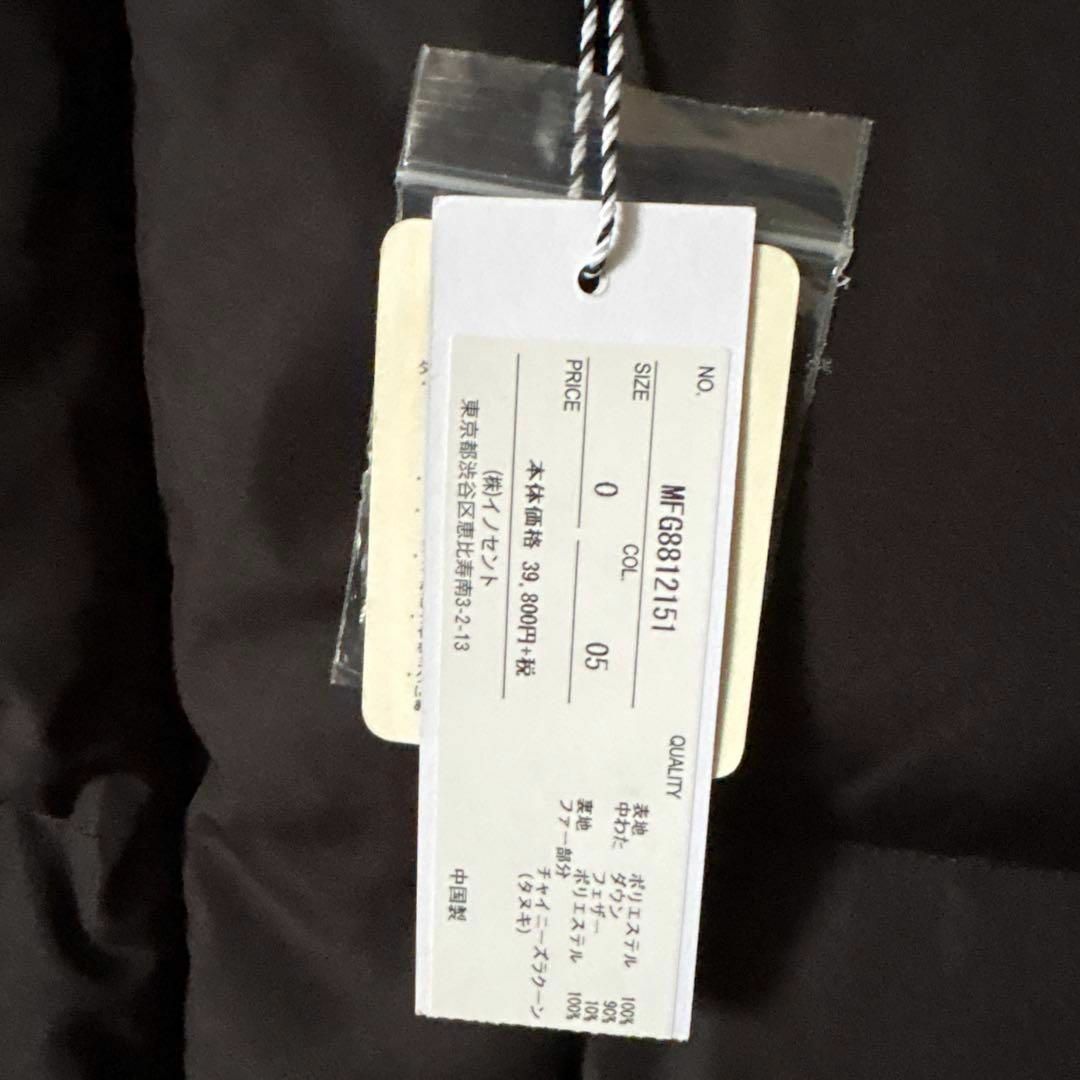 NO. MFG8812151
SIZE 0 COL. 05
PRICE 本体価格 39,800円+税
(株)イノセント
東京都渋谷区恵比寿南3-2-13
QUALITY
表地 ポリエステル 100%
中わた ダウン 90%
フェザー 10%
裏地 ポリエステル 100%
ファー部分
チャイニーズラクーン
(タヌキ)
中国製